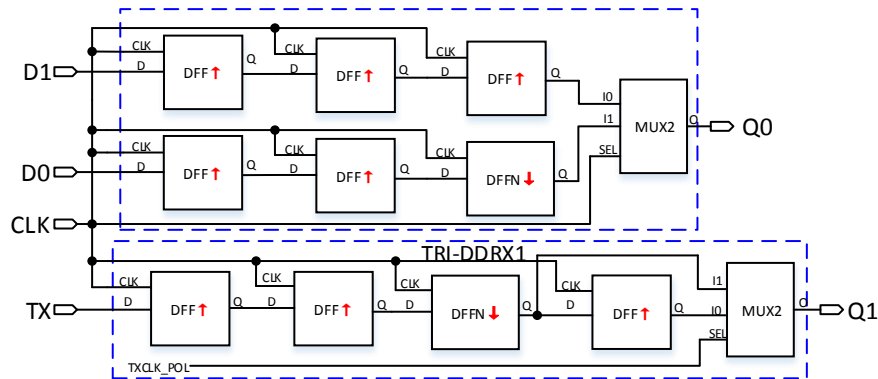 CLK CLK CLK
D1 D DFF↑ Q D DFF↑ Q D DFF↑ Q I0
I1 MUX2 O Q0
CLK CLK CLK SEL
D0 D DFF↑ Q D DFF↑ Q D DFFN↓ Q
CLK
TRI-DDRX1
CLK CLK CLK CLK I1
TX D DFF↑ Q D DFF↑ Q D DFFN↓ Q D DFF↑ Q I0 MUX2 O Q1
SEL
TXCLK_POL